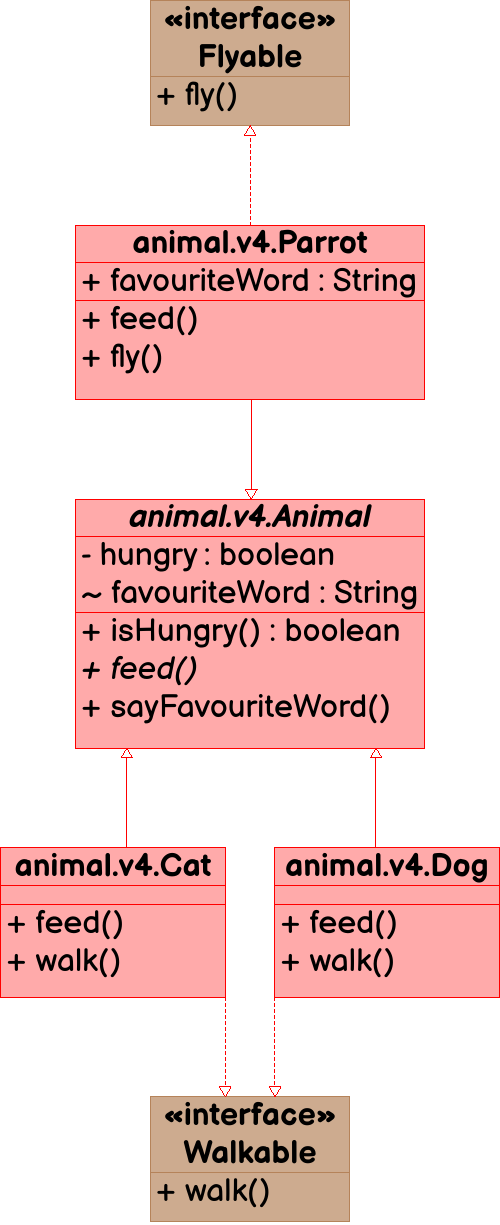 «interface»
Flyable
+ fly()
animal.v4.Parrot
+ favouriteWord : String
+ feed()
+ fly()
animal.v4.Animal
- hungry : boolean
~ favouriteWord : String
+ isHungry() : boolean
+ feed()
+ sayFavouriteWord()
animal.v4.Cat
+ feed()
+ walk()
animal.v4.Dog
+ feed()
+ walk()
«interface»
Walkable
+ walk()